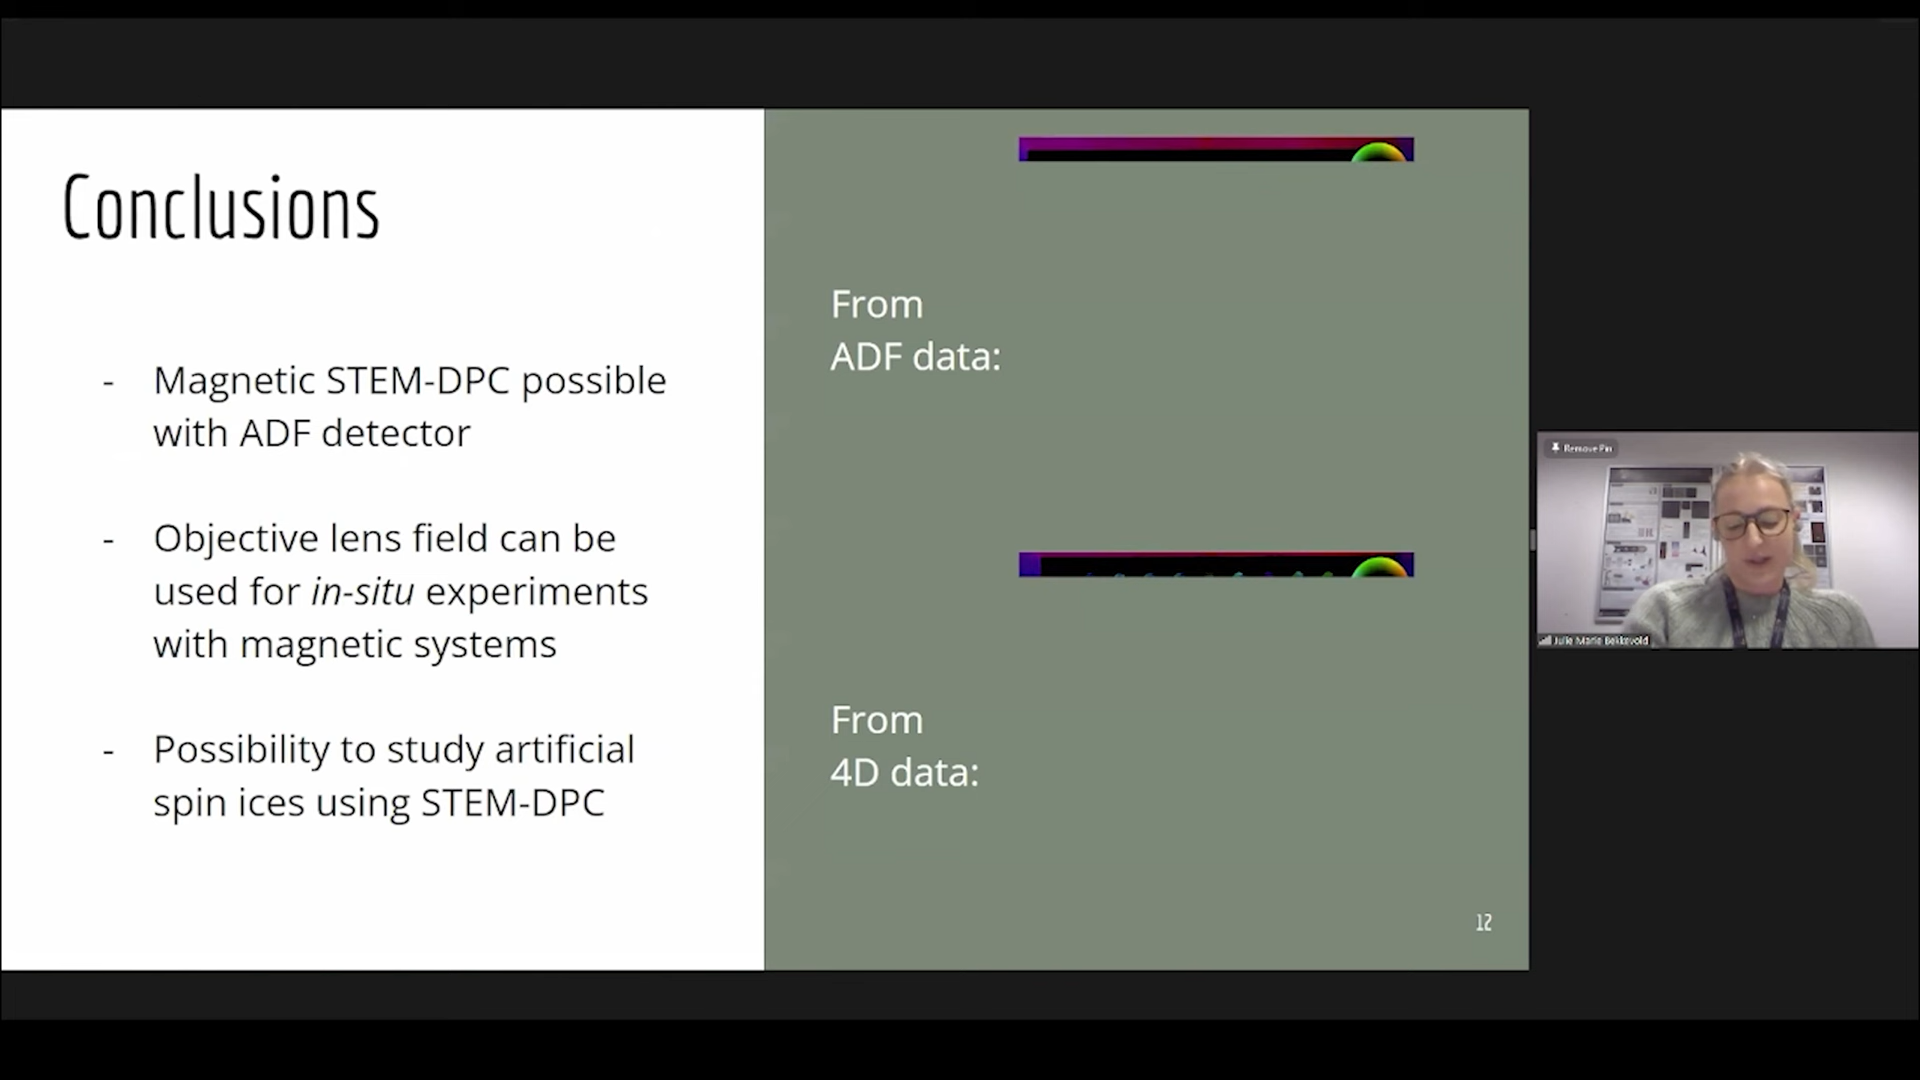 Conclusions
- Magnetic STEM-DPC possible
with ADF detector
- Objective lens field can be
used for in-situ experiments
with magnetic systems
- Possibility to study artificial
spin ices using STEM-DPC
From
ADF data:
From
4D data:
12
Remove Pin
Julie Marie Bekkevold